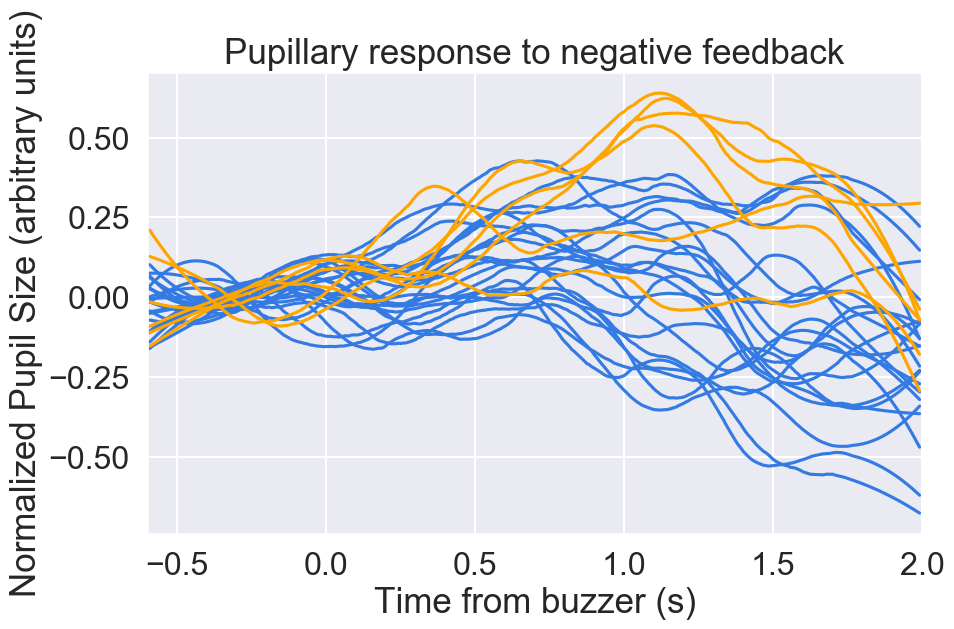 Pupillary response to negative feedback
Normalized Pupil Size (arbitrary units)
0.50
0.25
0.00
−0.25
−0.50
−0.5 0.0 0.5 1.0 1.5 2.0
Time from buzzer (s)